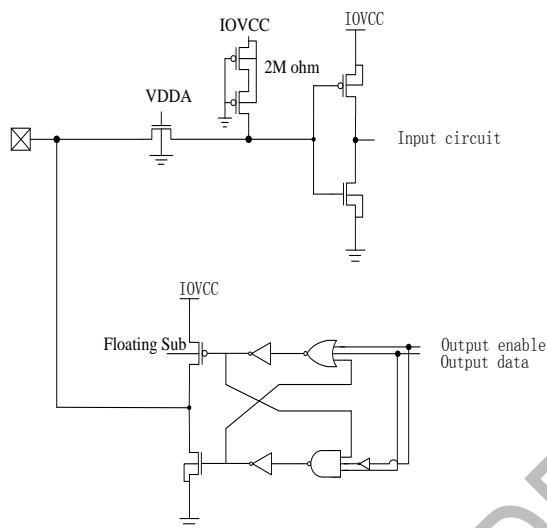 IOVCC
IOVCC
2M ohm
VDDA
Input circuit
IOVCC
Floating Sub
Output enable
Output data